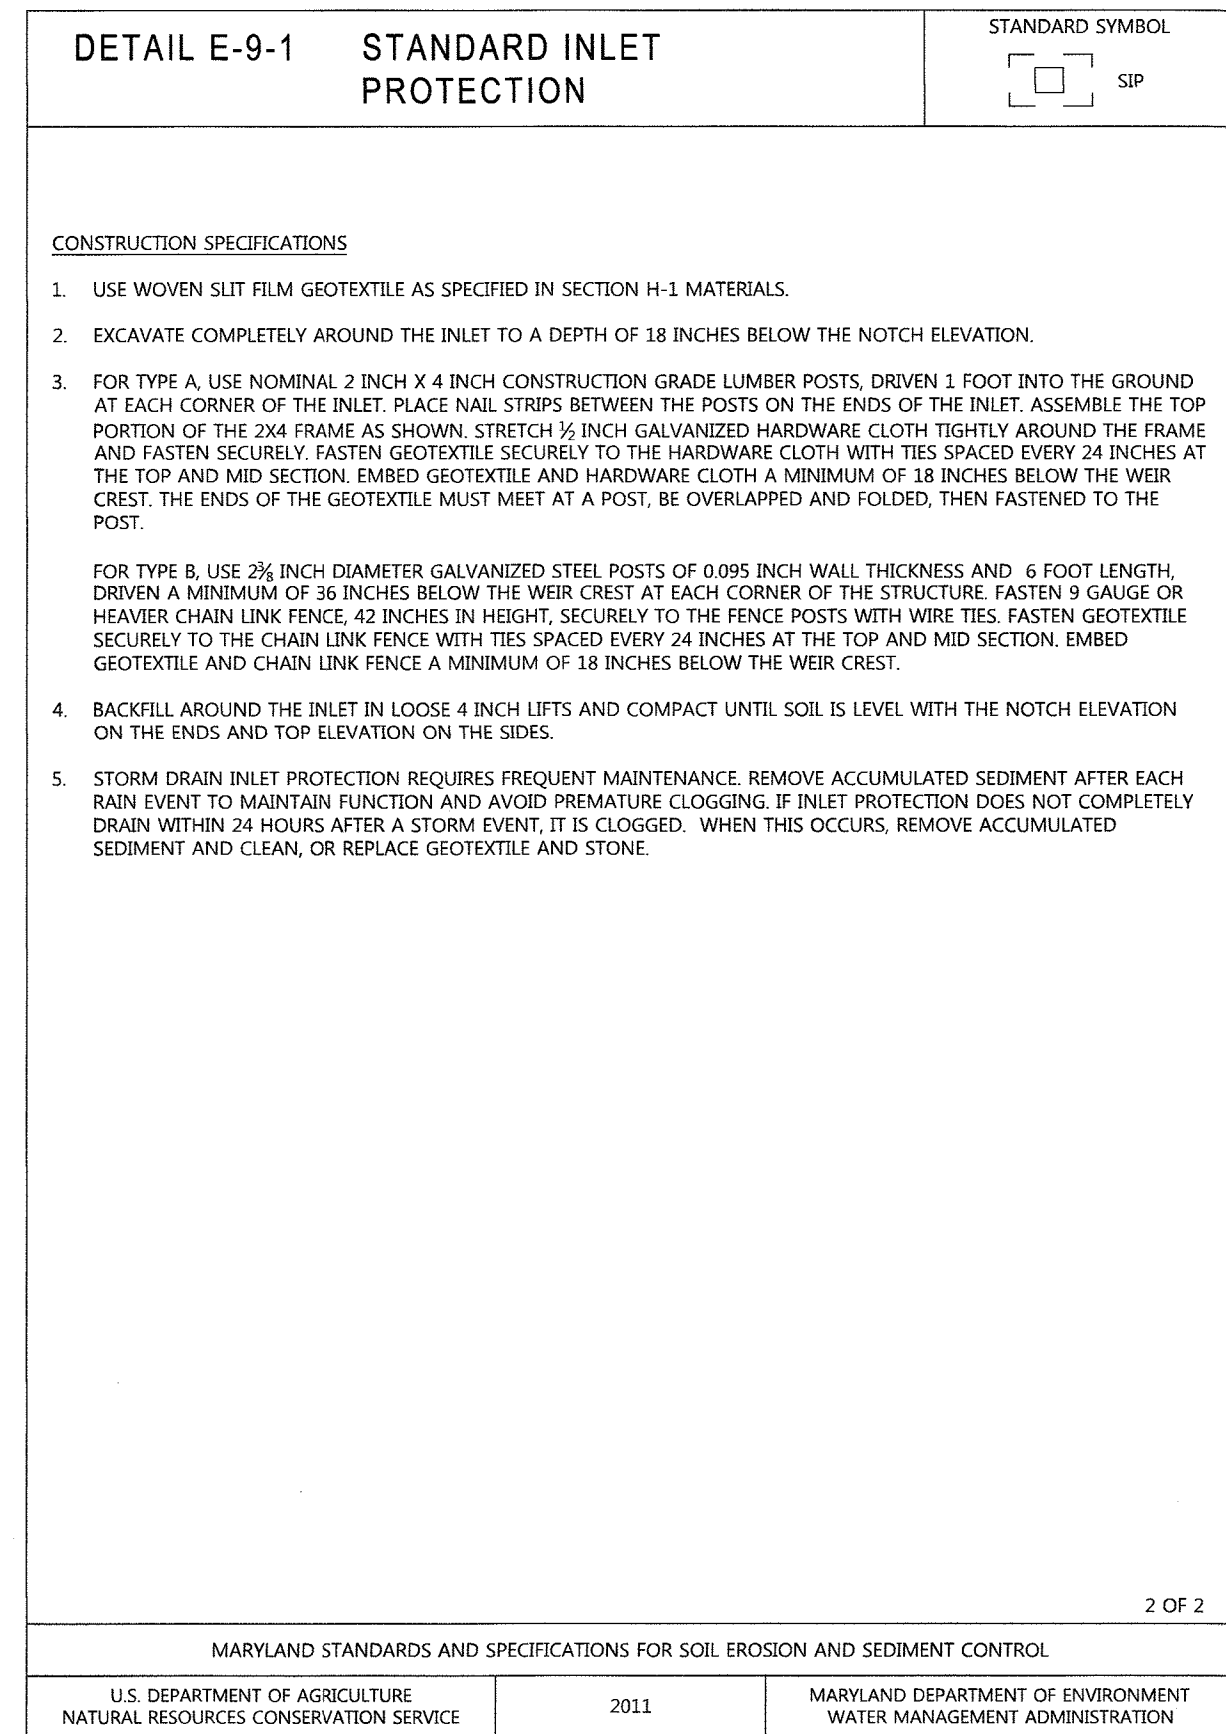 DETAIL E-9-1 STANDARD INLET
PROTECTION
STANDARD SYMBOL
SIP
CONSTRUCTION SPECIFICATIONS
1. USE WOVEN SLIT FILM GEOTEXTILE AS SPECIFIED IN SECTION H-1 MATERIALS.
2. EXCAVATE COMPLETELY AROUND THE INLET TO A DEPTH OF 18 INCHES BELOW THE NOTCH ELEVATION.
3. FOR TYPE A, USE NOMINAL 2 INCH X 4 INCH CONSTRUCTION GRADE LUMBER POSTS, DRIVEN 1 FOOT INTO THE GROUND
AT EACH CORNER OF THE INLET. PLACE NAIL STRIPS BETWEEN THE POSTS ON THE ENDS OF THE INLET. ASSEMBLE THE TOP
PORTION OF THE 2X4 FRAME AS SHOWN. STRETCH ½ INCH GALVANIZED HARDWARE CLOTH TIGHTLY AROUND THE FRAME
AND FASTEN SECURELY. FASTEN GEOTEXTILE SECURELY TO THE HARDWARE CLOTH WITH TIES SPACED EVERY 24 INCHES AT
THE TOP AND MID SECTION. EMBED GEOTEXTILE AND HARDWARE CLOTH A MINIMUM OF 18 INCHES BELOW THE WEIR
CREST. THE ENDS OF THE GEOTEXTILE MUST MEET AT A POST, BE OVERLAPPED AND FOLDED, THEN FASTENED TO THE
POST.
FOR TYPE B, USE 2⅜ INCH DIAMETER GALVANIZED STEEL POSTS OF 0.095 INCH WALL THICKNESS AND 6 FOOT LENGTH,
DRIVEN A MINIMUM OF 36 INCHES BELOW THE WEIR CREST AT EACH CORNER OF THE STRUCTURE. FASTEN 9 GAUGE OR
HEAVIER CHAIN LINK FENCE, 42 INCHES IN HEIGHT, SECURELY TO THE FENCE POSTS WITH WIRE TIES. FASTEN GEOTEXTILE
SECURELY TO THE CHAIN LINK FENCE WITH TIES SPACED EVERY 24 INCHES AT THE TOP AND MID SECTION. EMBED
GEOTEXTILE AND CHAIN LINK FENCE A MINIMUM OF 18 INCHES BELOW THE WEIR CREST.
4. BACKFILL AROUND THE INLET IN LOOSE 4 INCH LIFTS AND COMPACT UNTIL SOIL IS LEVEL WITH THE NOTCH ELEVATION
ON THE ENDS AND TOP ELEVATION ON THE SIDES.
5. STORM DRAIN INLET PROTECTION REQUIRES FREQUENT MAINTENANCE. REMOVE ACCUMULATED SEDIMENT AFTER EACH
RAIN EVENT TO MAINTAIN FUNCTION AND AVOID PREMATURE CLOGGING. IF INLET PROTECTION DOES NOT COMPLETELY
DRAIN WITHIN 24 HOURS AFTER A STORM EVENT, IT IS CLOGGED. WHEN THIS OCCURS, REMOVE ACCUMULATED
SEDIMENT AND CLEAN, OR REPLACE GEOTEXTILE AND STONE.
2 OF 2
MARYLAND STANDARDS AND SPECIFICATIONS FOR SOIL EROSION AND SEDIMENT CONTROL
U.S. DEPARTMENT OF AGRICULTURE
NATURAL RESOURCES CONSERVATION SERVICE
2011
MARYLAND DEPARTMENT OF ENVIRONMENT
WATER MANAGEMENT ADMINISTRATION